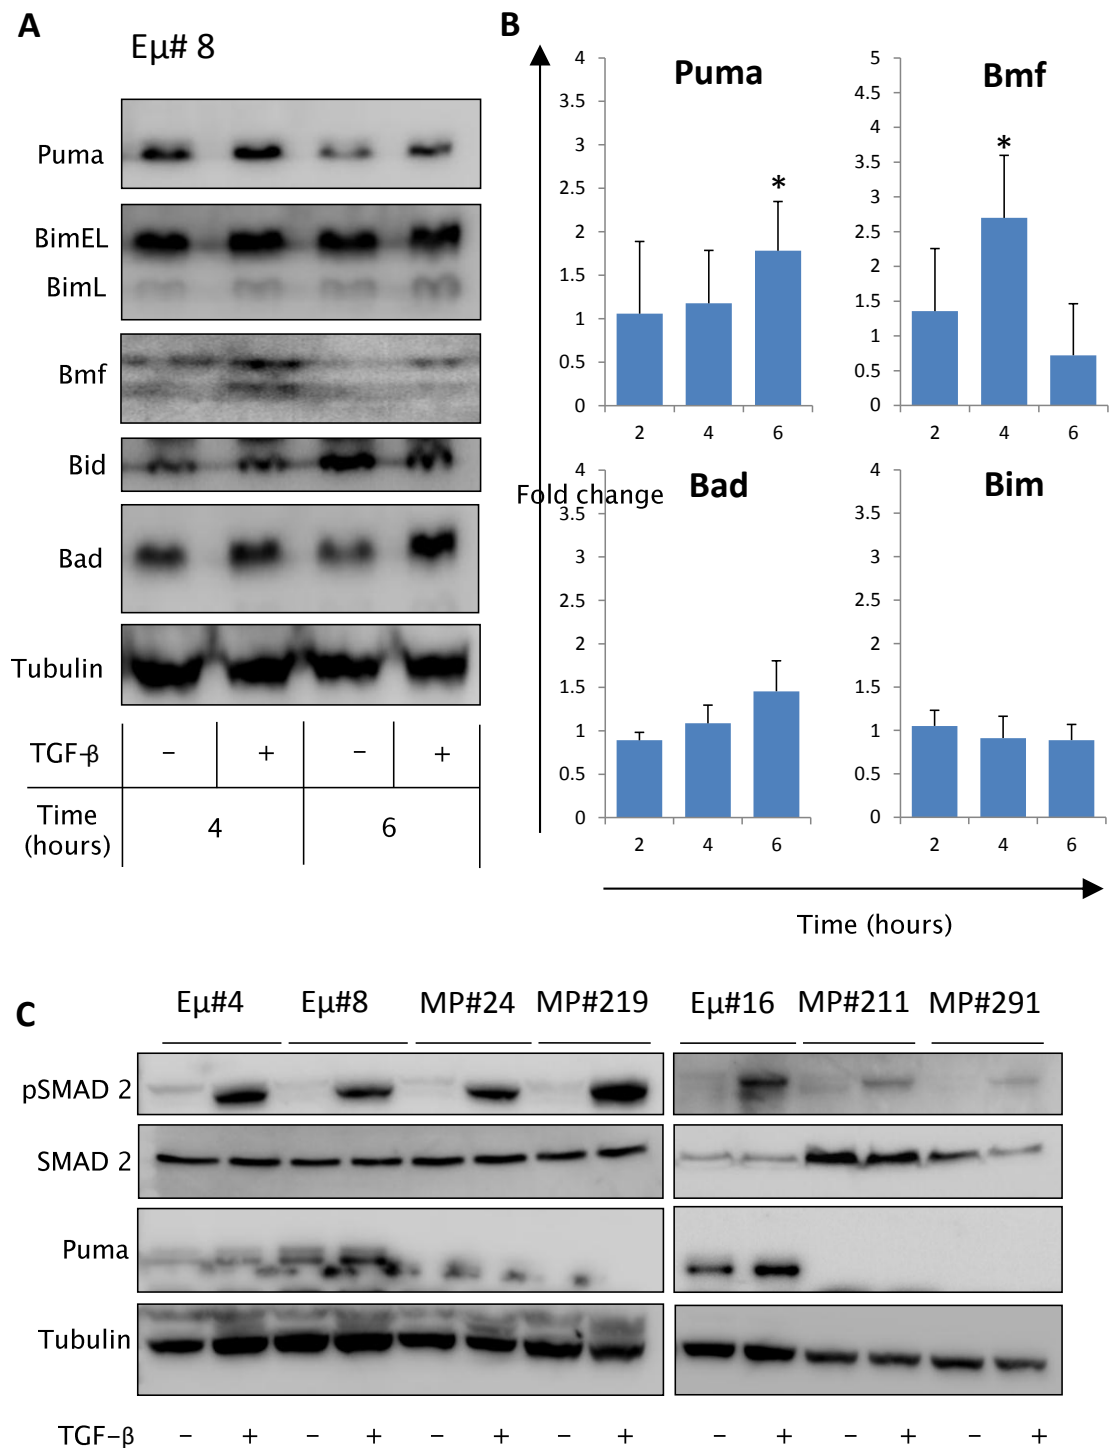 A
Eµ# 8
Puma
BimEL
BimL
Bmf
Bid
Bad
Tubulin
TGF-β − + − +
Time (hours) 4 6
B
Puma
4
3.5
3
2.5
2
1.5
1
0.5
0
*
2 4 6
Bmf
5
4.5
4
3.5
3
2.5
2
1.5
1
0.5
0
*
2 4 6
Fold change
Bad
4
3.5
3
2.5
2
1.5
1
0.5
0
2 4 6
Bim
4
3.5
3
2.5
2
1.5
1
0.5
0
2 4 6
Time (hours)
C
Eµ#4 Eµ#8 MP#24 MP#219 Eµ#16 MP#211 MP#291
pSMAD 2
SMAD 2
Puma
Tubulin
TGF-β − + − + − + − + − + − + − +